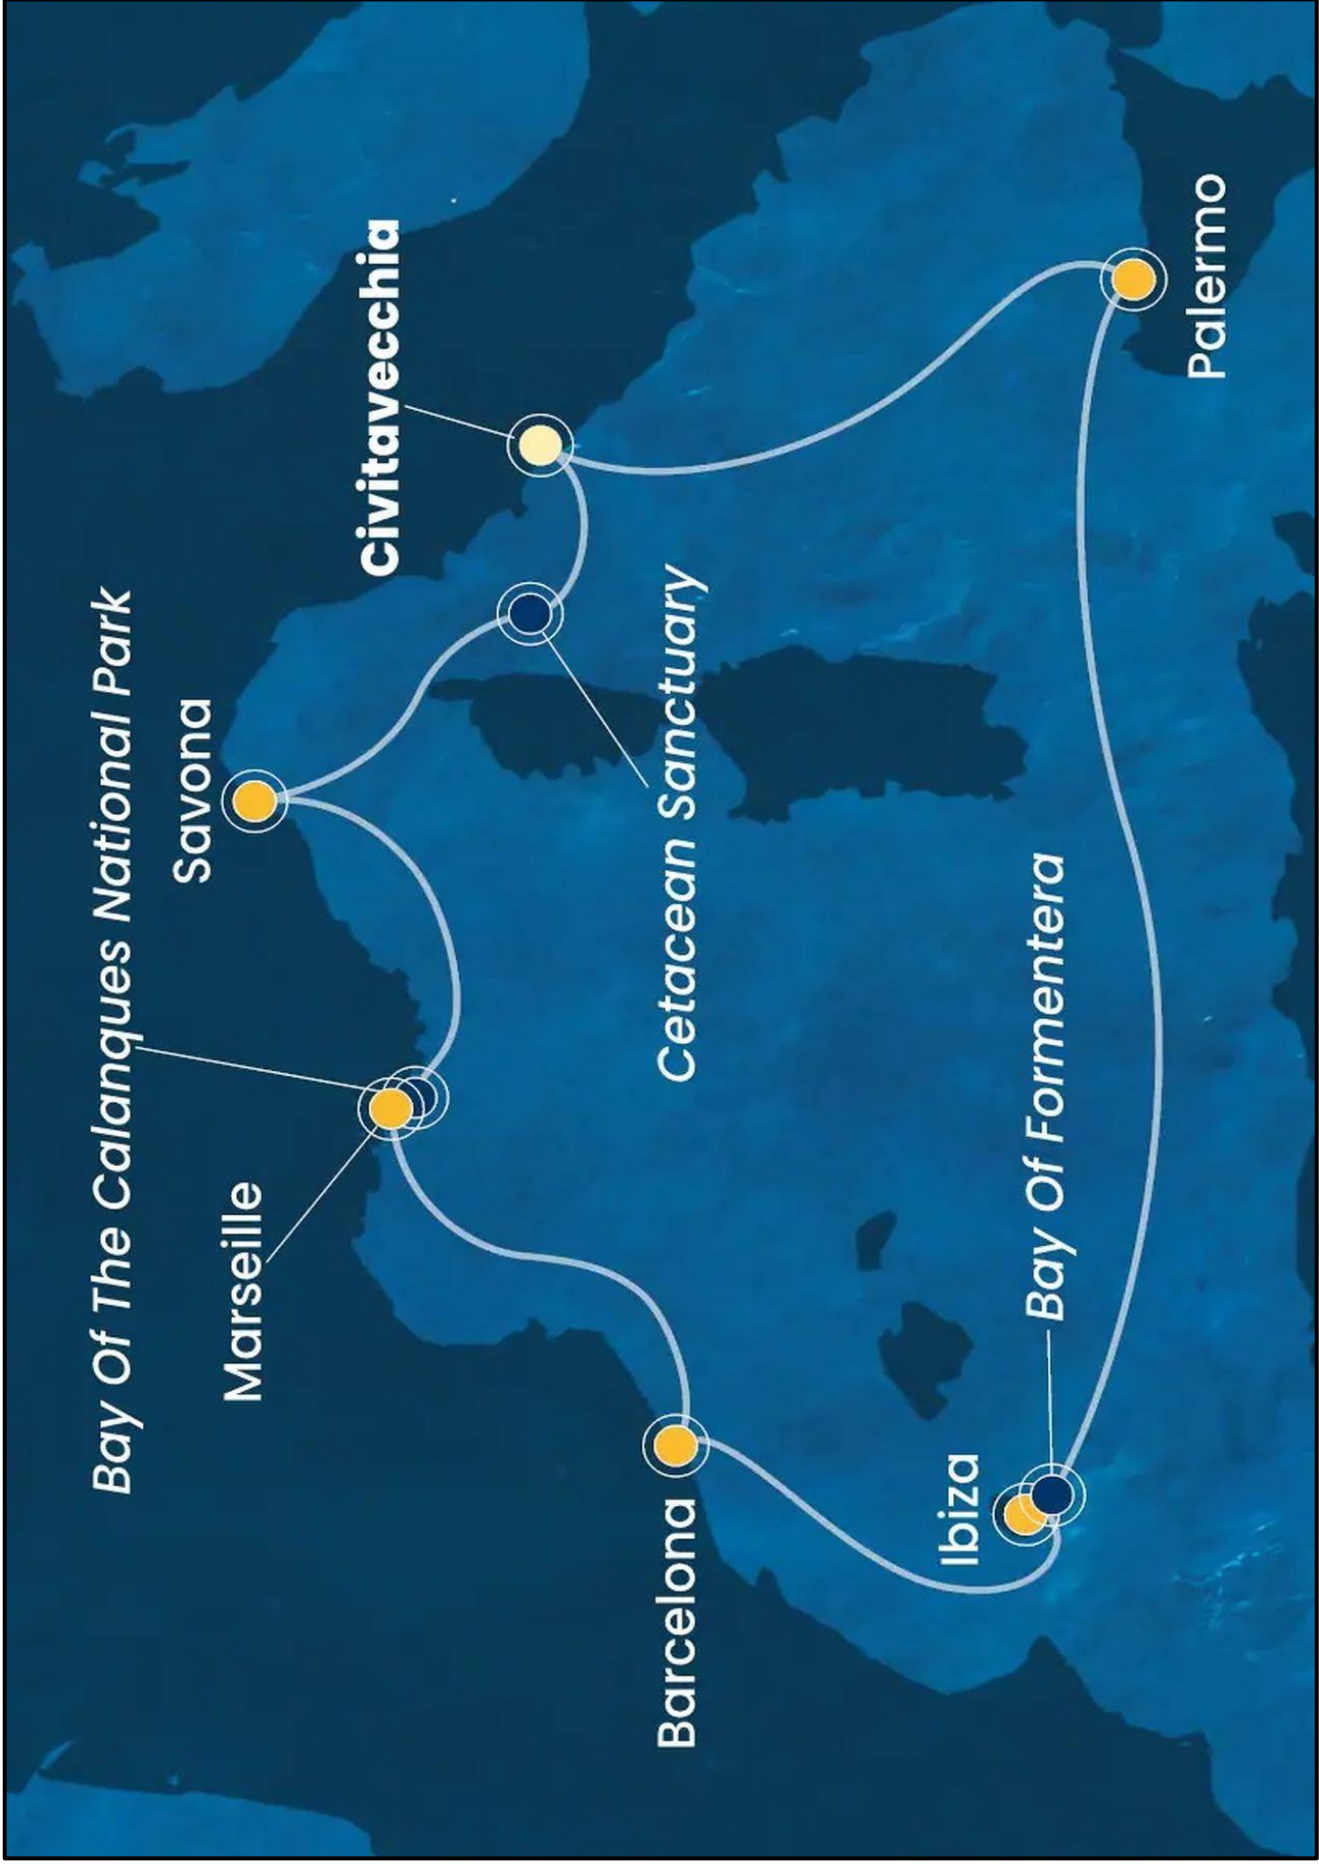 Bay Of The Calanques National Park
Savona
Marseille
Civitavecchia
Cetacean Sanctuary
Barcelona
Ibiza
Bay Of Formentera
Palermo